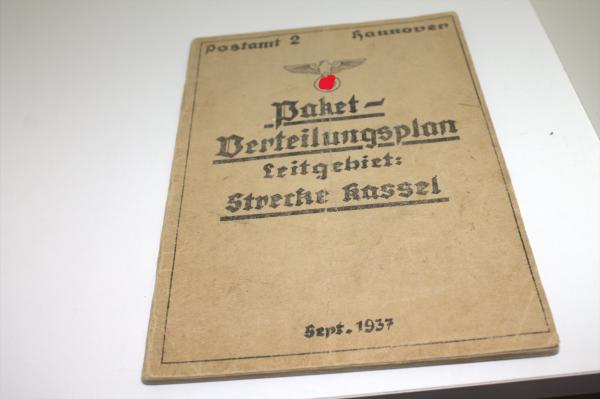 Postamt 2 Hannover
Paket-
Verteilungsplan
Leitgebiet:
Strecke Kassel
Sept. 1937